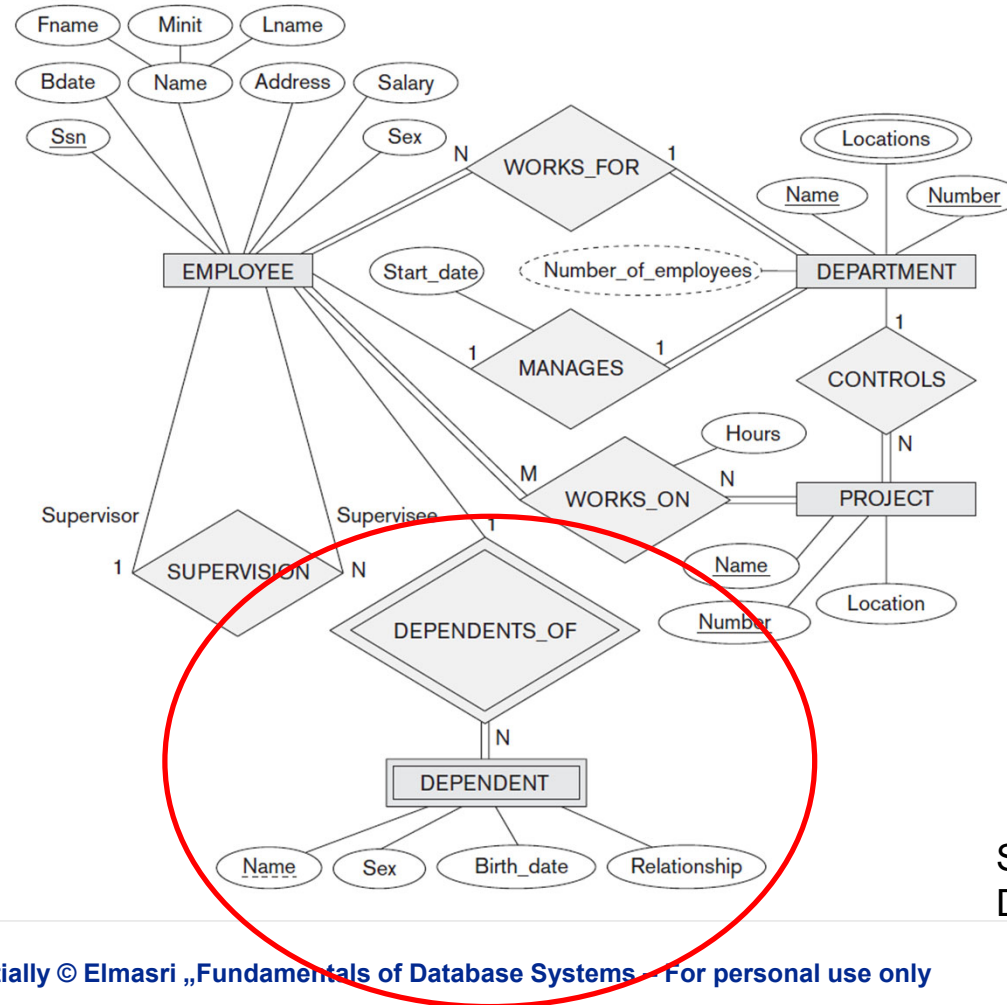 Fname Minit Lname
Bdate Name Address Salary
Ssn Sex
N WORKS_FOR 1
Locations
Name Number
EMPLOYEE Start_date Number_of_employees DEPARTMENT
1 MANAGES 1
1
CONTROLS
N
Hours
M WORKS_ON N PROJECT
Supervisor Supervisee
1 SUPERVISION N
1
Name
Number Location
DEPENDENTS_OF
N
DEPENDENT
Name Sex Birth_date Relationship
S
D
tially © Elmasri „Fundamentals of Database Systems – For personal use only